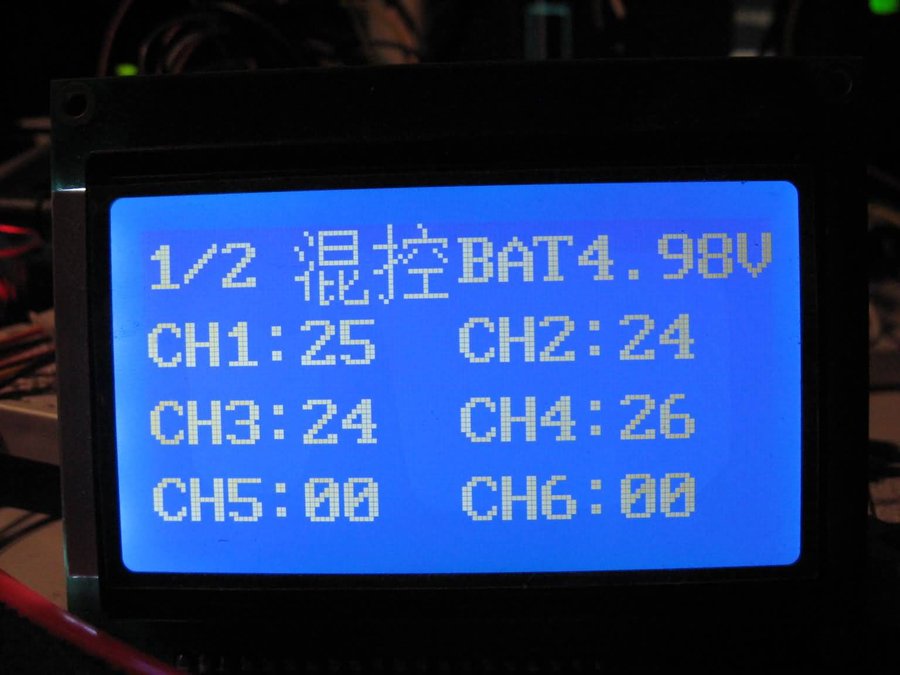 1/2 混控BAT4.98V
CH1:25 CH2:24
CH3:24 CH4:26
CH5:00 CH6:00